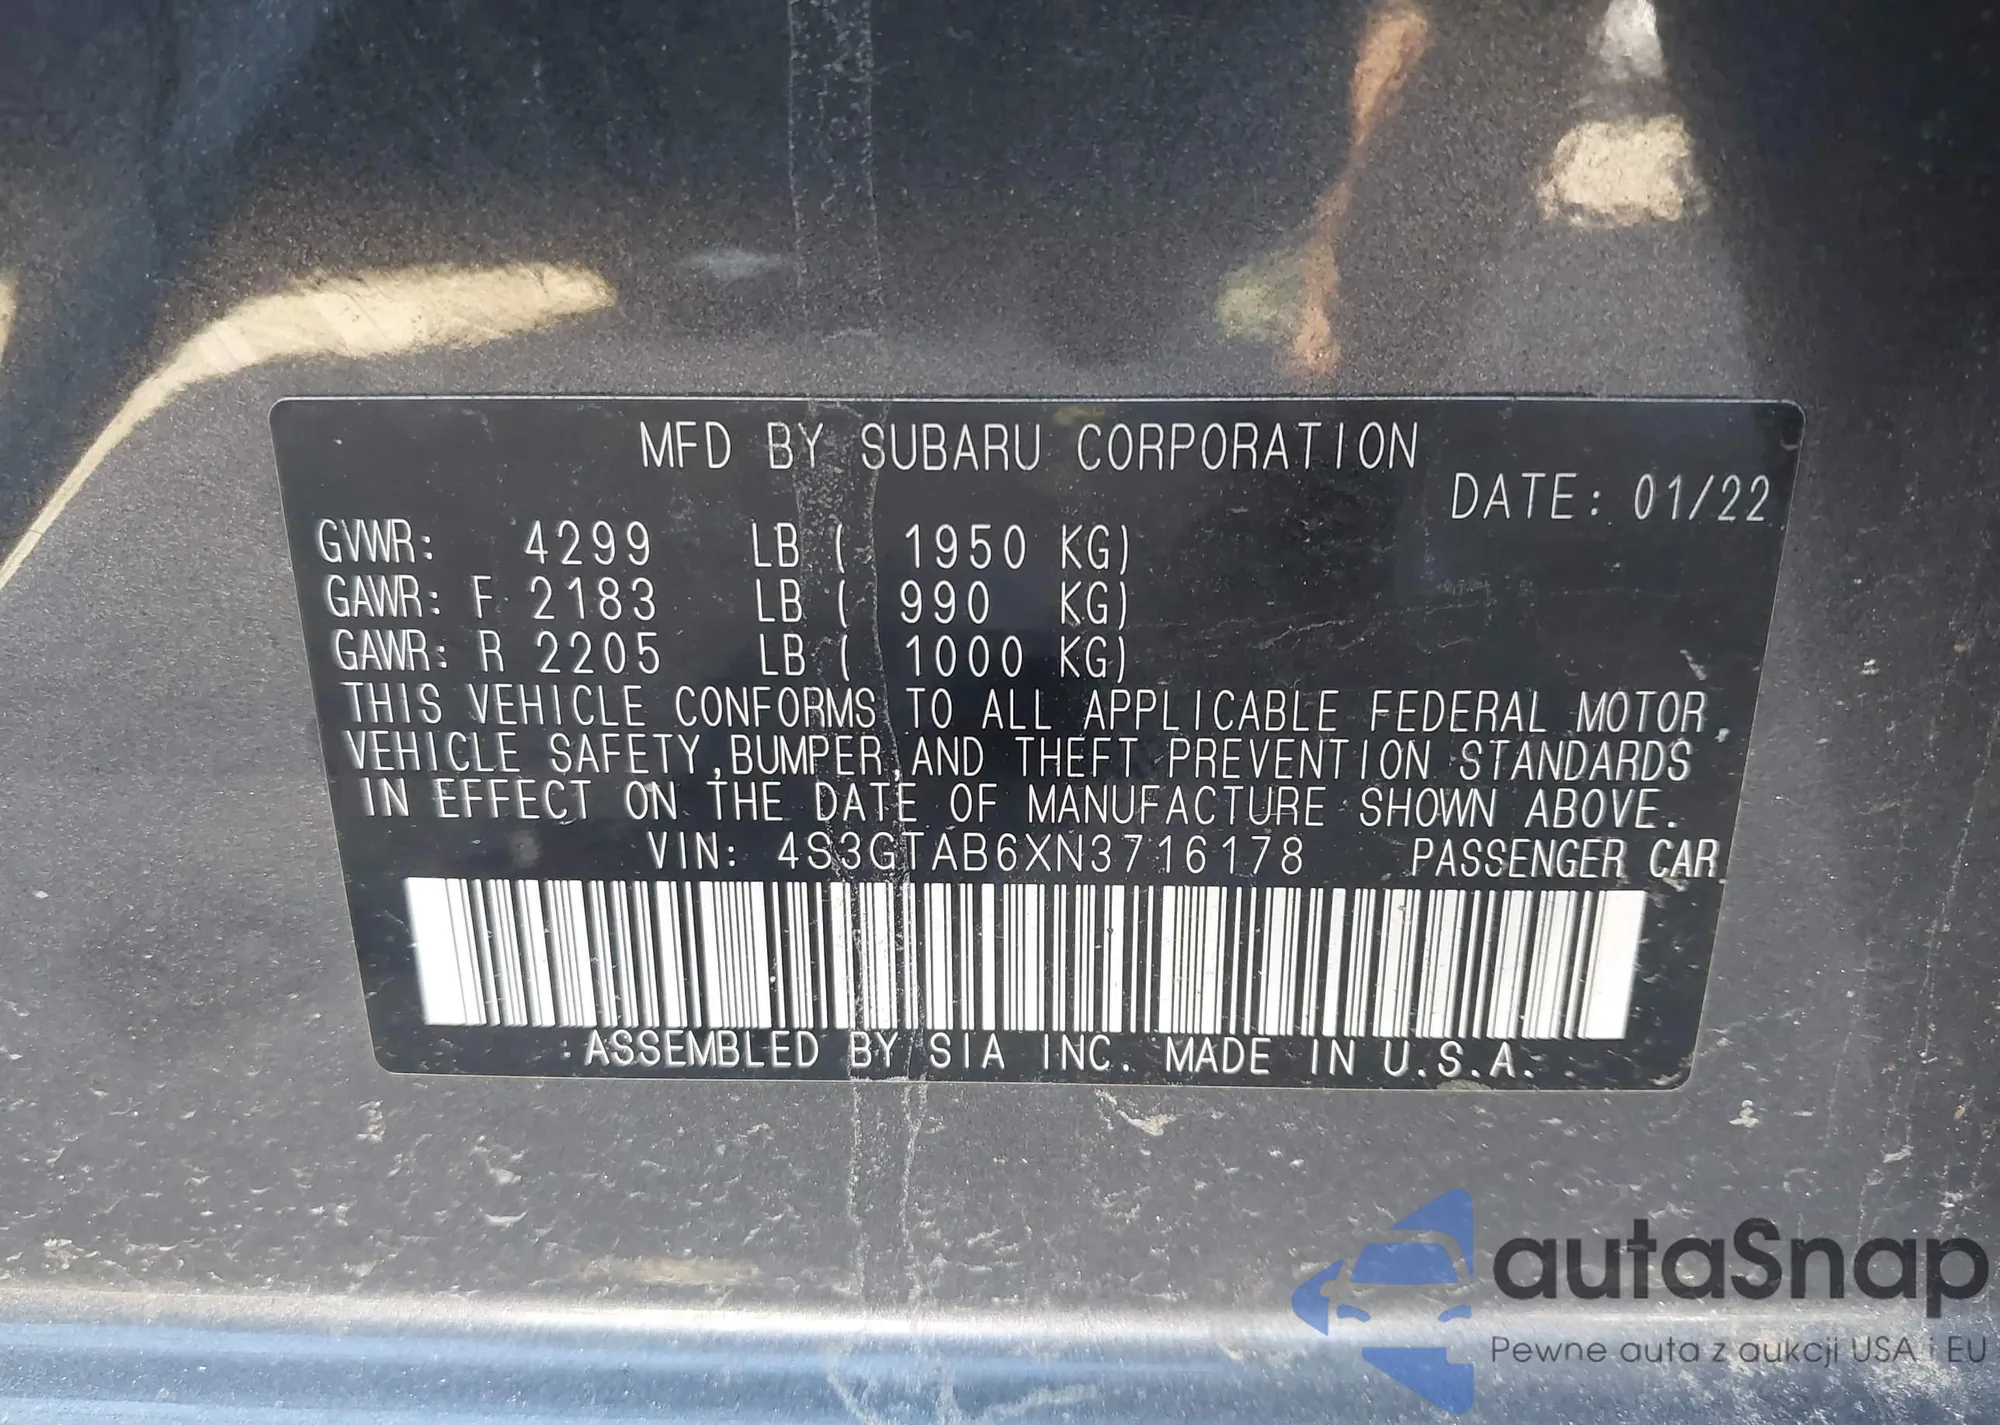 MFD BY SUBARU CORPORATION
DATE: 01/22
GVWR: 4299 LB ( 1950 KG)
GAWR: F 2183 LB ( 990 KG)
GAWR: R 2205 LB ( 1000 KG)
THIS VEHICLE CONFORMS TO ALL APPLICABLE FEDERAL MOTOR
VEHICLE SAFETY,BUMPER,AND THEFT PREVENTION STANDARDS
IN EFFECT ON THE DATE OF MANUFACTURE SHOWN ABOVE.
VIN: 4S3GTAB6XN3716178 PASSENGER CAR
ASSEMBLED BY SIA INC. MADE IN U.S.A.
autaSnap
Pewne auta z aukcji USA i EU